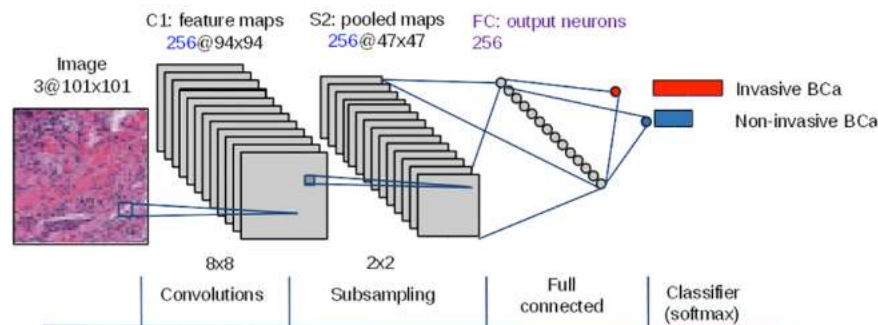 C1: feature maps
256@94x94
S2: pooled maps
256@47x47
FC: output neurons
256
Image
3@101x101
Invasive BCa
Non-invasive BCa
8x8
2x2
Convolutions
Subsampling
Full
connected
Classifier
(softmax)